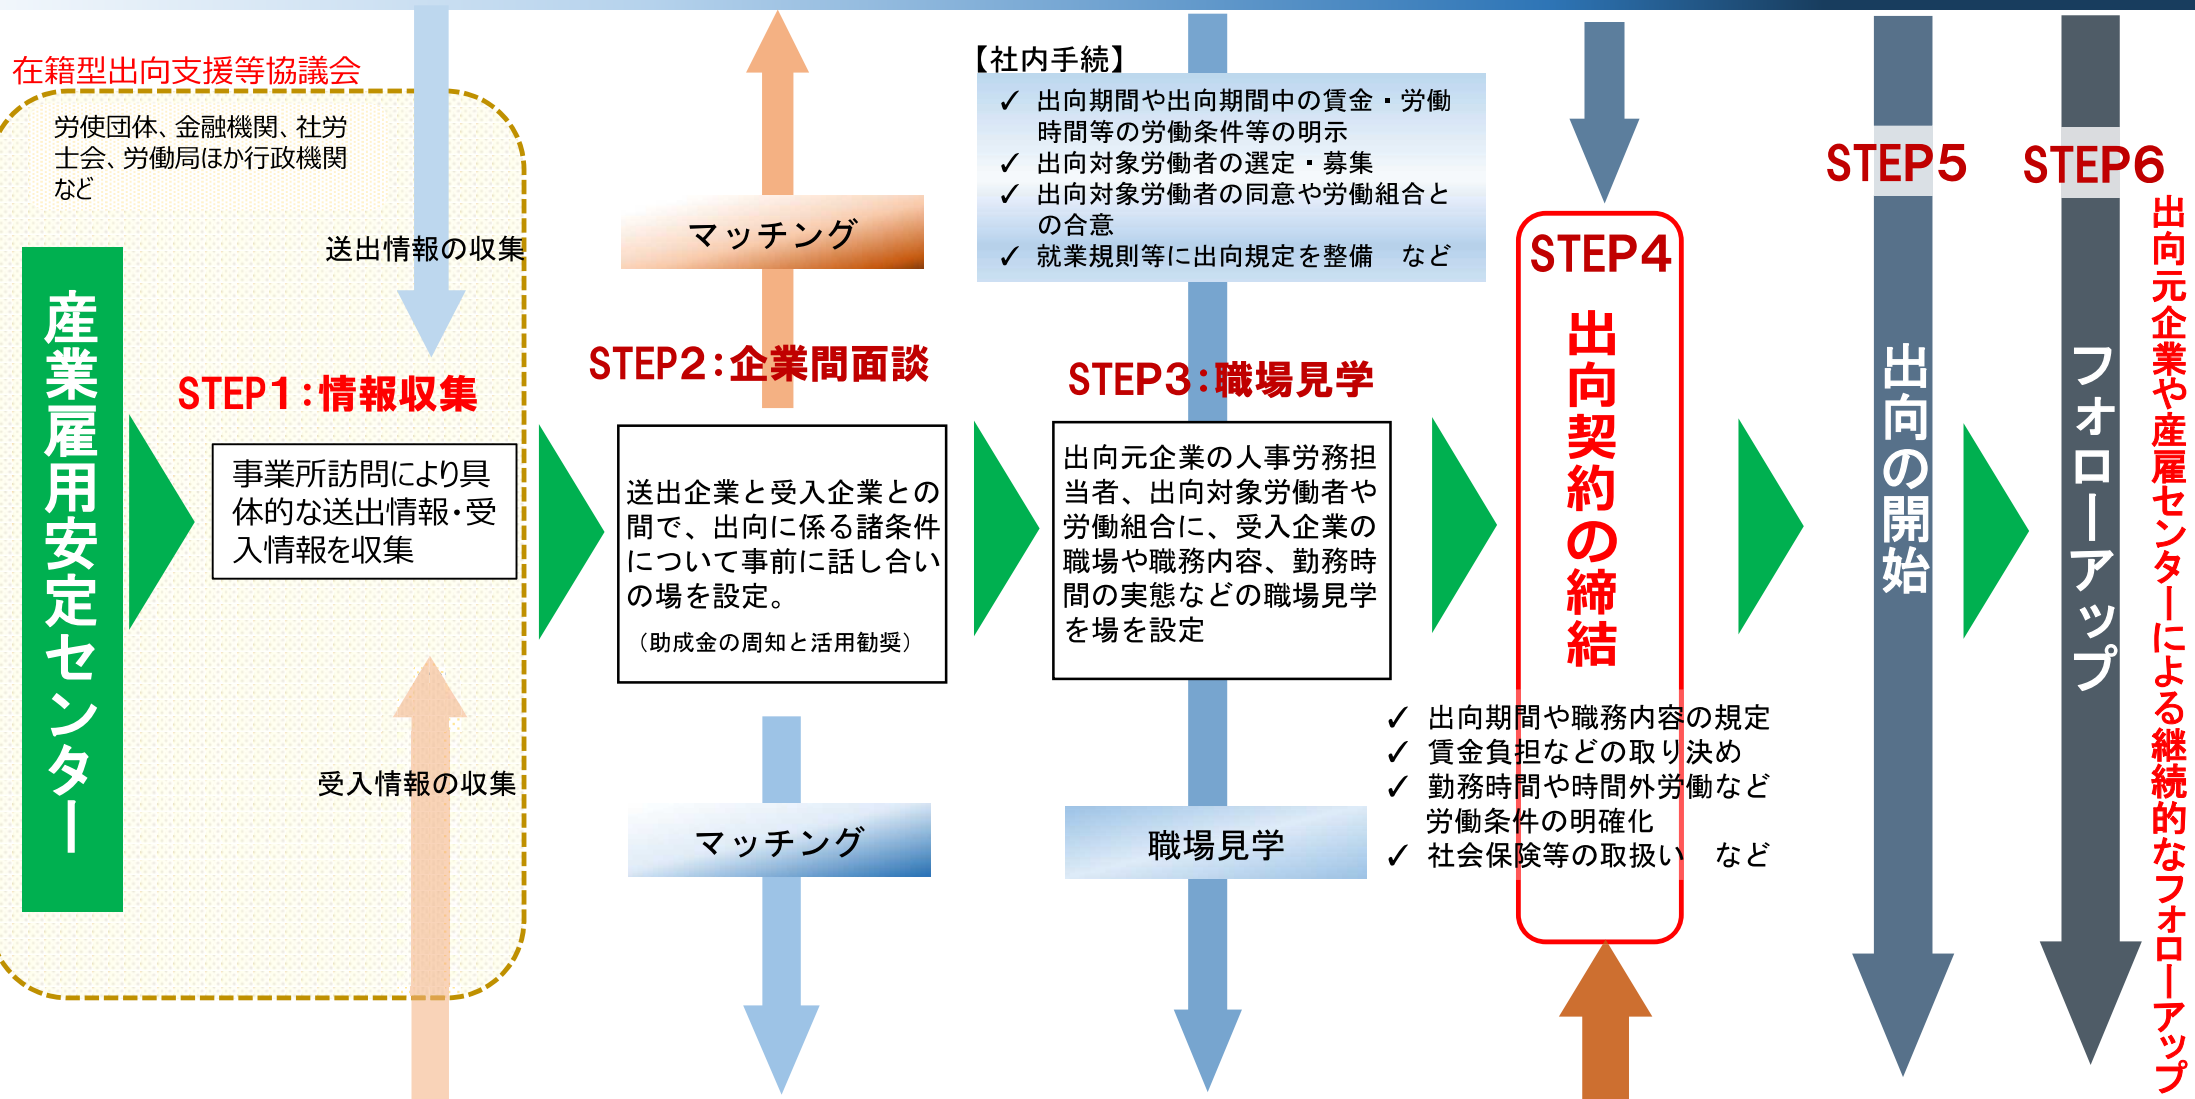 在籍型出向支援等協議会
労使団体、金融機関、社労
士会、労働局ほか行政機関
など
産業雇用安定センター
送出情報の収集
STEP1:情報収集
事業所訪問により具
体的な送出情報・受
入情報を収集
受入情報の収集
マッチング
STEP2:企業間面談
送出企業と受入企業との
間で、出向に係る諸条件
について事前に話し合い
の場を設定。
（助成金の周知と活用勧奨）
マッチング
【社内手続】
✓ 出向期間や出向期間中の賃金・労働
時間等の労働条件等の明示
✓ 出向対象労働者の選定・募集
✓ 出向対象労働者の同意や労働組合と
の合意
✓ 就業規則等に出向規定を整備　など
STEP3:職場見学
出向元企業の人事労務担
当者、出向対象労働者や
労働組合に、受入企業の
職場や職務内容、勤務時
間の実態などの職場見学
を場を設定
職場見学
STEP4
出向契約の締結
✓ 出向期間や職務内容の規定
✓ 賃金負担などの取り決め
✓ 勤務時間や時間外労働など
労働条件の明確化
✓ 社会保険等の取扱い　など
STEP5
出向の開始
STEP6
フォローアップ
出向元企業や産雇センターによる継続的なフォローアップ